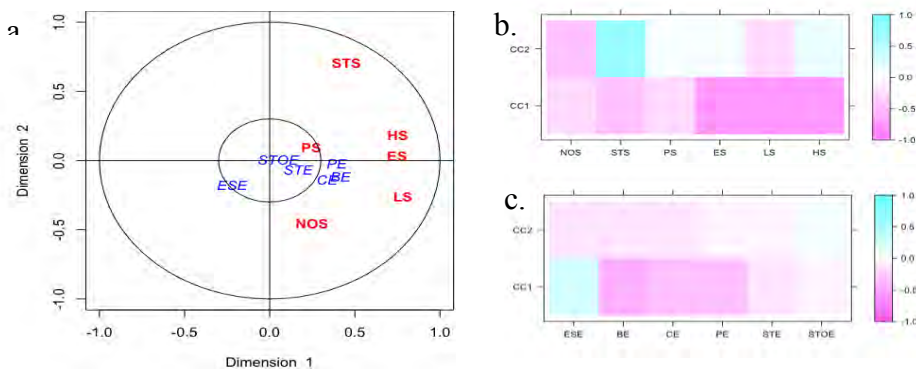 a.
1.0
0.5
0.0
-0.5
-1.0
Dimension 2
STS
HS
PS
ES
STOE
PE
STE
BE
CE
ESE
LS
NOS
-1.0
-0.5
0.0
0.5
1.0
Dimension 1
b.
CC2
CC1
NOS
STS
PS
ES
LS
HS
1.0
0.5
0.0
-0.5
-1.0
c.
CC2
CC1
ESE
BE
CE
PE
STE
STOE
1.0
0.5
0.0
-0.5
-1.0